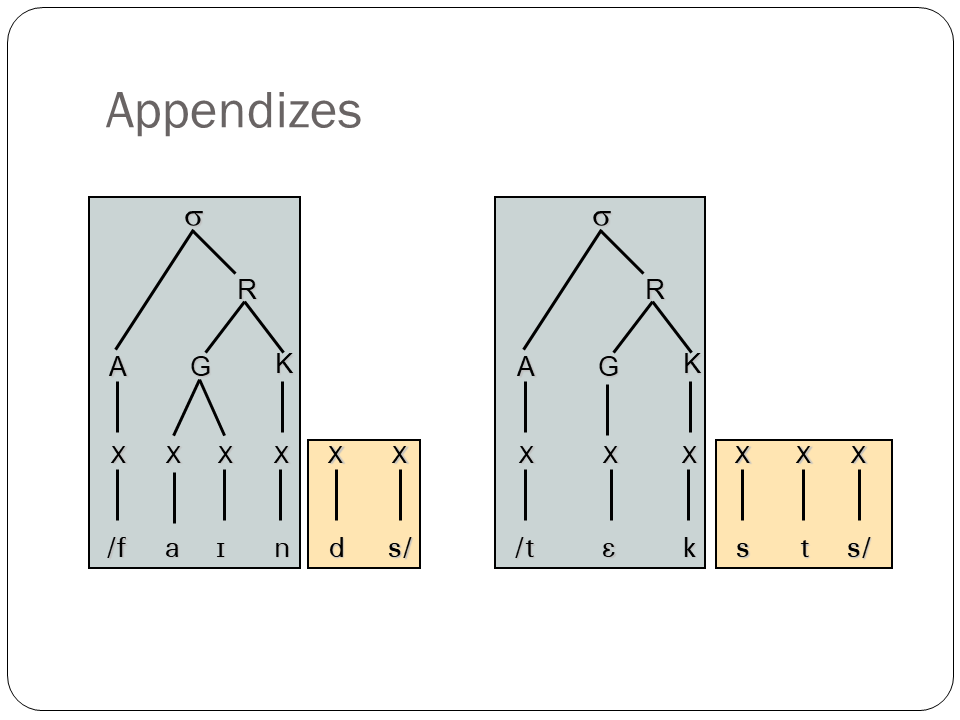 Appendizes
σ σ
R R
A G K A G K
x x x x x x x x x x x x
/f a ɪ n d s/ /t ɛ k s t s/